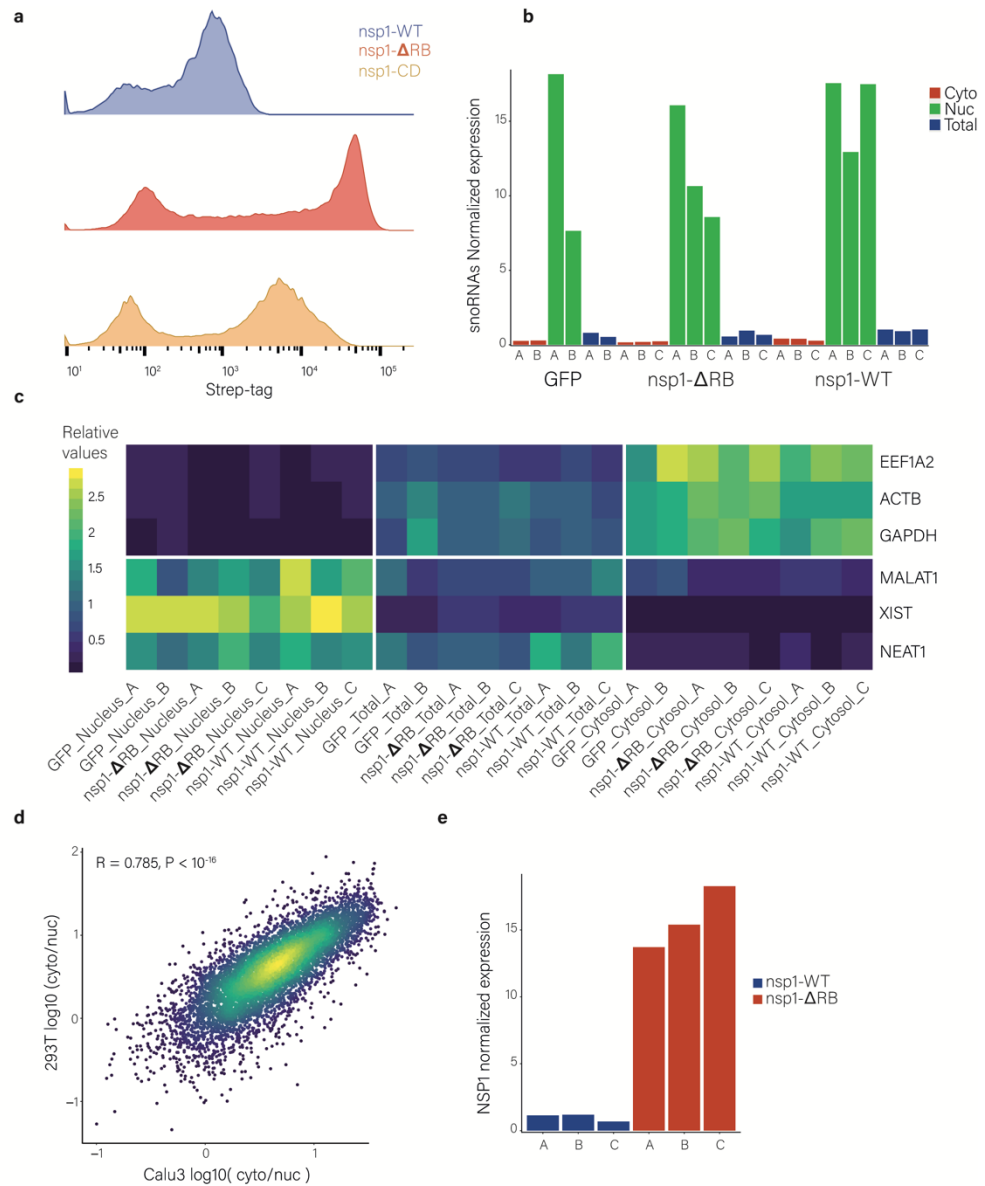 a
nsp1-WT
nsp1-ΔRB
nsp1-CD
10¹ 10² 10³ 10⁴ 10⁵
Strep-tag
b
snoRNAs Normalized expression
15
10
5
0
A B A B A B A B C A B C A B C A B C A B C A B C
GFP nsp1-ΔRB nsp1-WT
Cyto
Nuc
Total
c
Relative
values
2.5
2
1.5
1
0.5
EEF1A2
ACTB
GAPDH
MALAT1
XIST
NEAT1
GFP_Nucleus_A
GFP_Nucleus_B
nsp1-ΔRB_Nucleus_A
nsp1-ΔRB_Nucleus_B
nsp1-ΔRB_Nucleus_C
nsp1-WT_Nucleus_A
nsp1-WT_Nucleus_B
nsp1-WT_Nucleus_C
GFP_Total_A
GFP_Total_B
nsp1-ΔRB_Total_A
nsp1-ΔRB_Total_B
nsp1-ΔRB_Total_C
nsp1-WT_Total_A
nsp1-WT_Total_B
nsp1-WT_Total_C
GFP_Cytosol_A
GFP_Cytosol_B
nsp1-ΔRB_Cytosol_A
nsp1-ΔRB_Cytosol_B
nsp1-ΔRB_Cytosol_C
nsp1-WT_Cytosol_A
nsp1-WT_Cytosol_B
nsp1-WT_Cytosol_C
d
R = 0.785, P < 10⁻¹⁶
293T log10 (cyto/nuc)
2
1
0
−1
−1 0 1
Calu3 log10( cyto/nuc )
e
NSP1 normalized expression
15
10
5
0
A B C A B C
nsp1-WT
nsp1-ΔRB